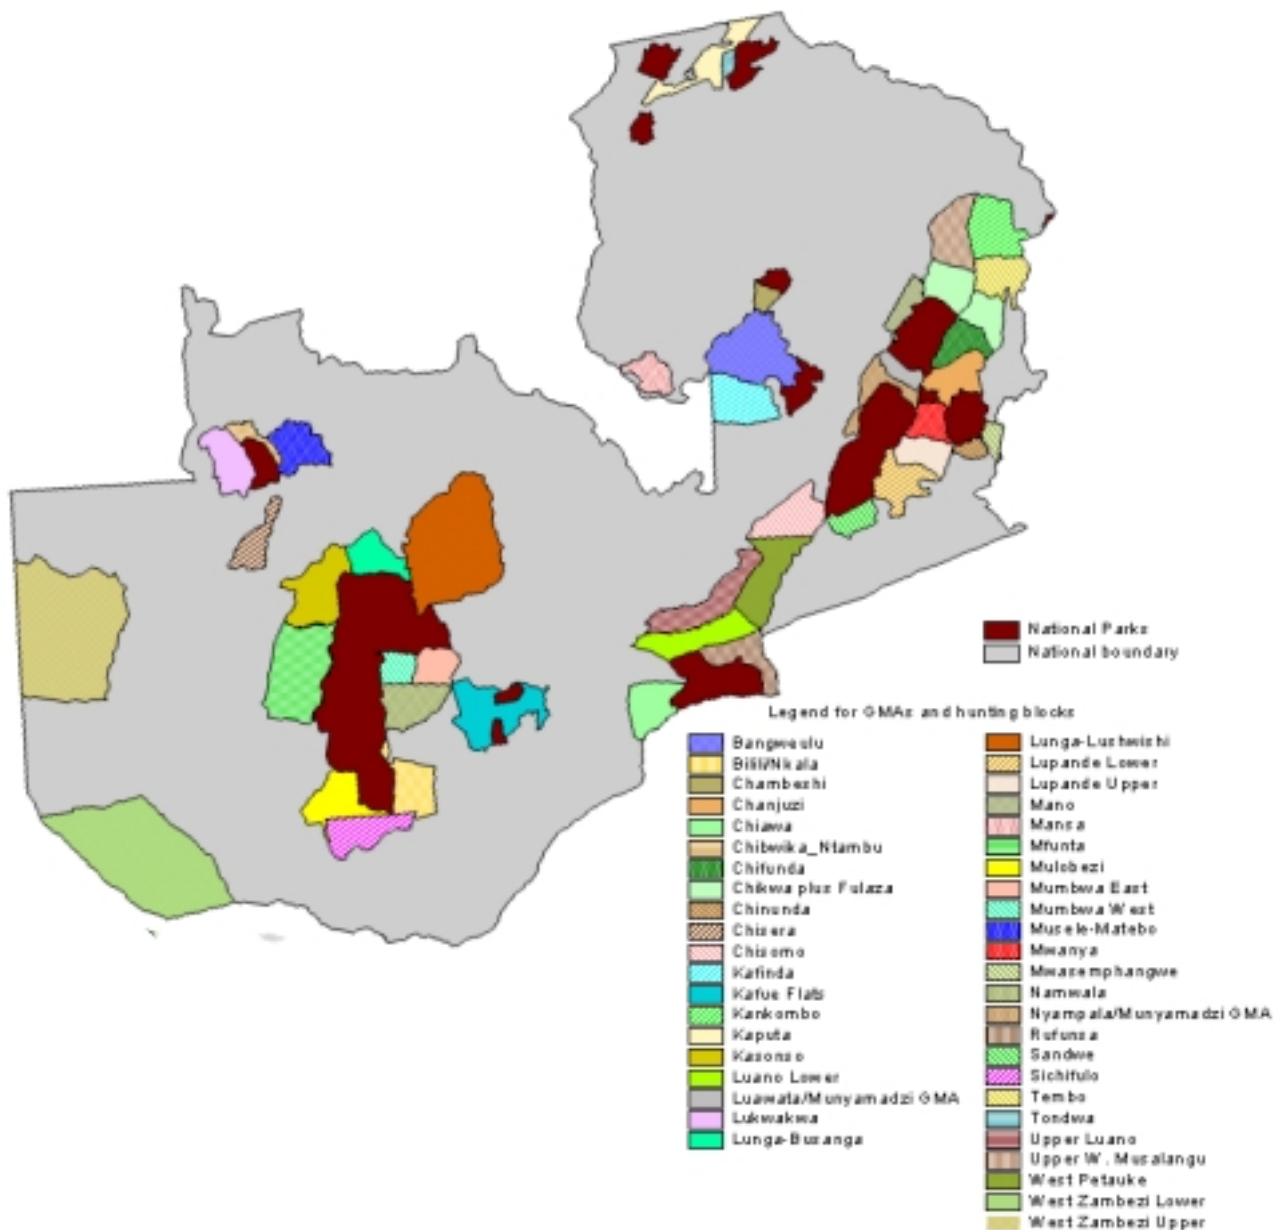 National Parks
National boundary
Legend for GMAs and hunting blocks
Bangweulu
Bilili/Nkala
Chambeshi
Chanjuzi
Chiawa
Chibwika_Ntambu
Chifunda
Chikwa plus Fulaza
Chinunda
Chisera
Chisomo
Kafinda
Kafue Flats
Kankombo
Kaputa
Kasonso
Luano Lower
Luawata/Munyamadzi GMA
Lukwakwa
Lunga-Busanga
Lunga-Lushwishi
Lupande Lower
Lupande Upper
Mano
Mansa
Mfunta
Mulobezi
Mumbwa East
Mumbwa West
Musele-Matebo
Mwanya
Mwasemphangwe
Namwala
Nyampala/Munyamadzi GMA
Rufunsa
Sandwe
Sichifulo
Tembo
Tondwa
Upper Luano
Upper W. Musalangu
West Petauke
West Zambezi Lower
West Zambezi Upper